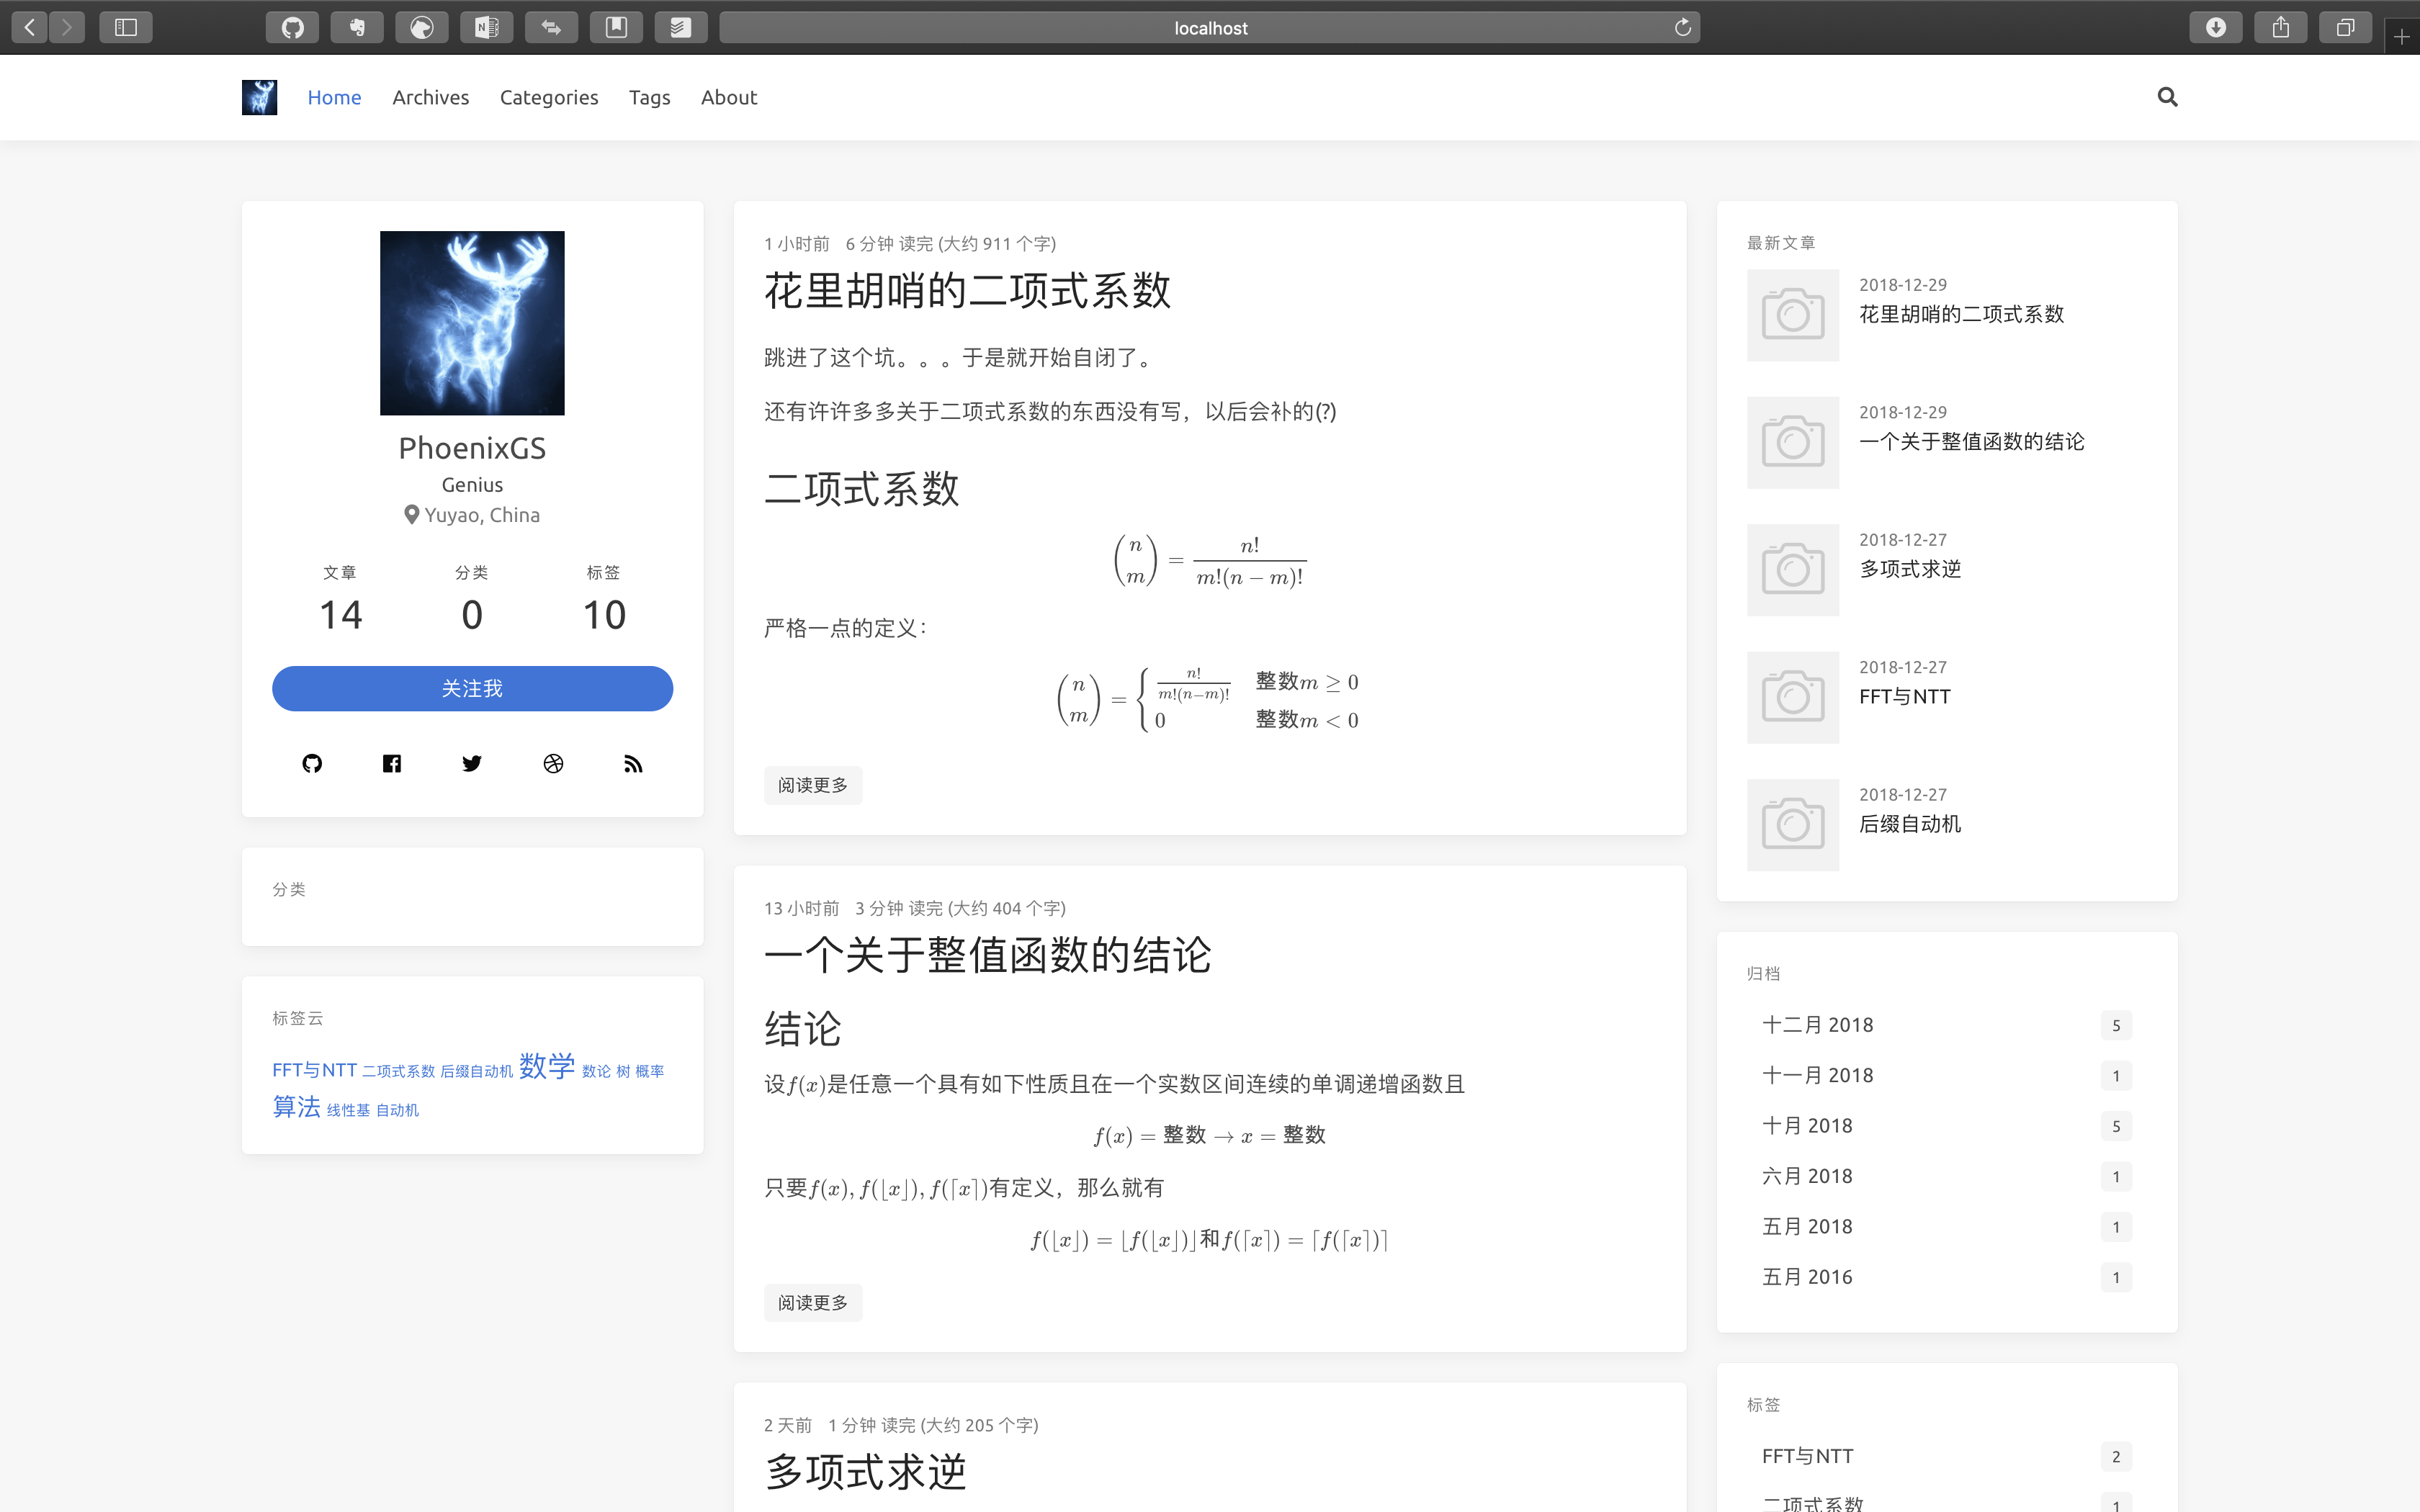 localhost
Home Archives Categories Tags About
PhoenixGS
Genius
Yuyao, China
文章 分类 标签
14 0 10
关注我
分类
标签云
FFT与NTT 二项式系数 后缀自动机 数学 数论 树 概率
算法 线性基 自动机
1 小时前 6 分钟 读完 (大约 911 个字)
花里胡哨的二项式系数
跳进了这个坑。。。于是就开始自闭了。
还有许许多多关于二项式系数的东西没有写，以后会补的(?)
二项式系数
\binom{n}{m} = \frac{n!}{m!(n-m)!}
严格一点的定义：
\binom{n}{m} = \begin{cases} \frac{n!}{m!(n-m)!} & 整数m \ge 0 \\ 0 & 整数m < 0 \end{cases}
阅读更多
13 小时前 3 分钟 读完 (大约 404 个字)
一个关于整值函数的结论
结论
设f(x)是任意一个具有如下性质且在一个实数区间连续的单调递增函数且
f(x) = 整数 → x = 整数
只要f(x), f(⌊x⌋), f(⌈x⌉)有定义，那么就有
f(⌊x⌋) = ⌊f(⌊x⌋)⌋和f(⌈x⌉) = ⌈f(⌈x⌉)⌉
阅读更多
2 天前 1 分钟 读完 (大约 205 个字)
多项式求逆
最新文章
2018-12-29
花里胡哨的二项式系数
2018-12-29
一个关于整值函数的结论
2018-12-27
多项式求逆
2018-12-27
FFT与NTT
2018-12-27
后缀自动机
归档
十二月 2018 5
十一月 2018 1
十月 2018 5
六月 2018 1
五月 2018 1
五月 2016 1
标签
FFT与NTT 2
二项式系数 1